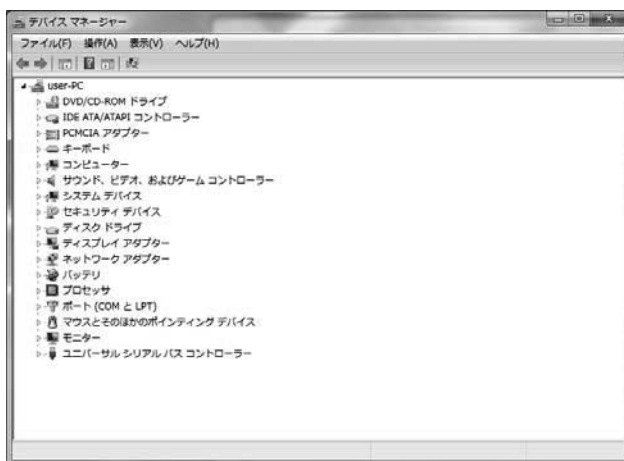 デバイス マネージャー
ファイル(F) 操作(A) 表示(V) ヘルプ(H)
user-PC
DVD/CD-ROM ドライブ
IDE ATA/ATAPI コントローラー
PCMCIA アダプター
キーボード
コンピューター
サウンド、ビデオ、およびゲーム コントローラー
システム デバイス
セキュリティ デバイス
ディスク ドライブ
ディスプレイ アダプター
ネットワーク アダプター
バッテリ
プロセッサ
ポート (COM と LPT)
マウスとそのほかのポインティング デバイス
モニター
ユニバーサル シリアル バス コントローラー